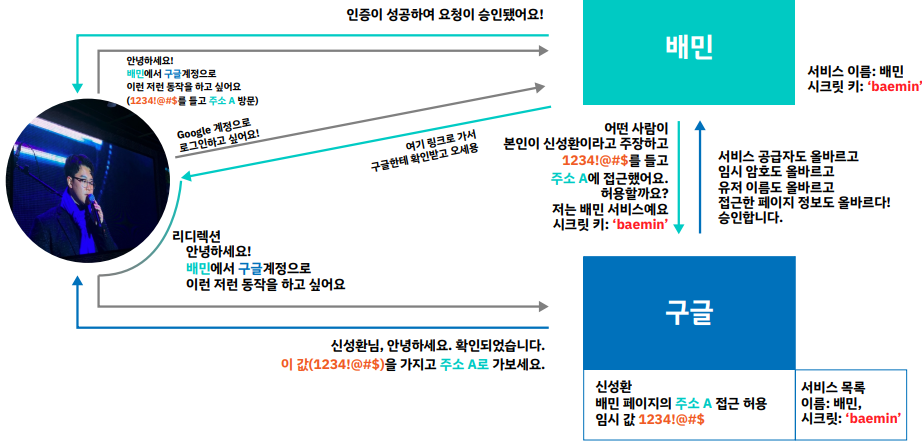 인증이 성공하여 요청이 승인됐어요!
안녕하세요!
배민에서 구글계정으로
이런 저런 동작을 하고 싶어요
(1234!@#$를 들고 주소 A 방문)
Google 계정으로
로그인하고 싶어요!
여기 링크로 가서
구글한테 확인받고 오세용
배민
서비스 이름: 배민
시크릿 키: ‘baemin’
어떤 사람이
본인이 신성환이라고 주장하고
1234!@#$를 들고
주소 A에 접근했어요.
허용할까요?
저는 배민 서비스예요
시크릿 키: ‘baemin’
서비스 공급자도 올바르고
임시 암호도 올바르고
유저 이름도 올바르고
접근한 페이지 정보도 올바르다!
승인합니다.
리디렉션
안녕하세요!
배민에서 구글계정으로
이런 저런 동작을 하고 싶어요
구글
신성환님, 안녕하세요. 확인되었습니다.
이 값(1234!@#$)을 가지고 주소 A로 가보세요.
신성환
배민 페이지의 주소 A 접근 허용
임시 값 1234!@#$
서비스 목록
이름: 배민,
시크릿: ‘baemin’